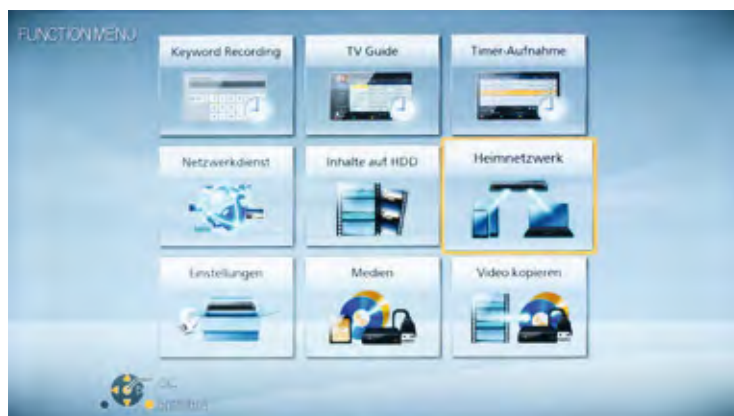 FUNCTION MENU
Keyword Recording
TV Guide
Timer-Aufnahme
Netzwerkdienst
Inhalte auf HDD
Heimnetzwerk
Einstellungen
Medien
Video kopieren
OK